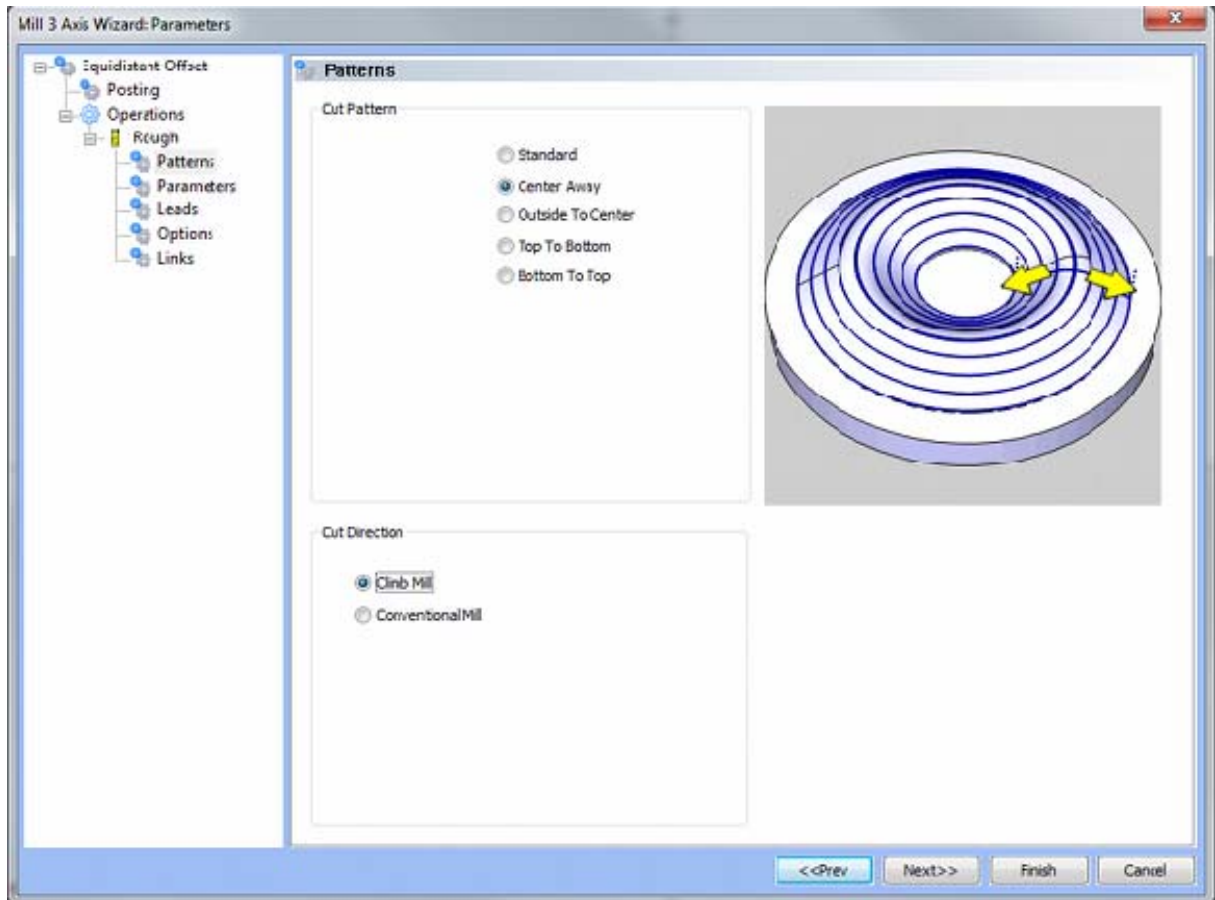 Mill 3 Axis Wizard: Parameters
Equidistant Offset
Posting
Operations
Rough
Patterns
Parameters
Leads
Options
Links
Patterns
Cut Pattern
Standard
Center Away
Outside To Center
Top To Bottom
Bottom To Top
Cut Direction
Climb Mill
Conventional Mill
<<Prev
Next>>
Finish
Cancel